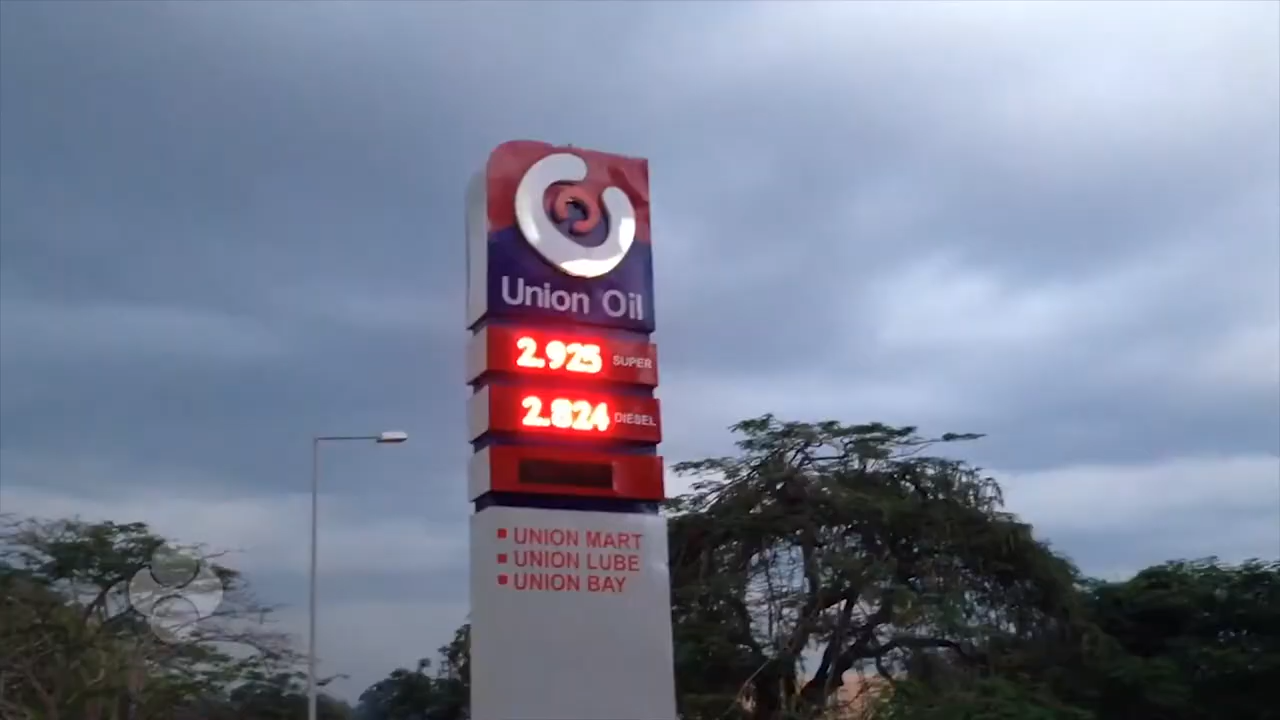 Union Oil
2.925 SUPER
2.824 DIESEL
UNION MART
UNION LUBE
UNION BAY